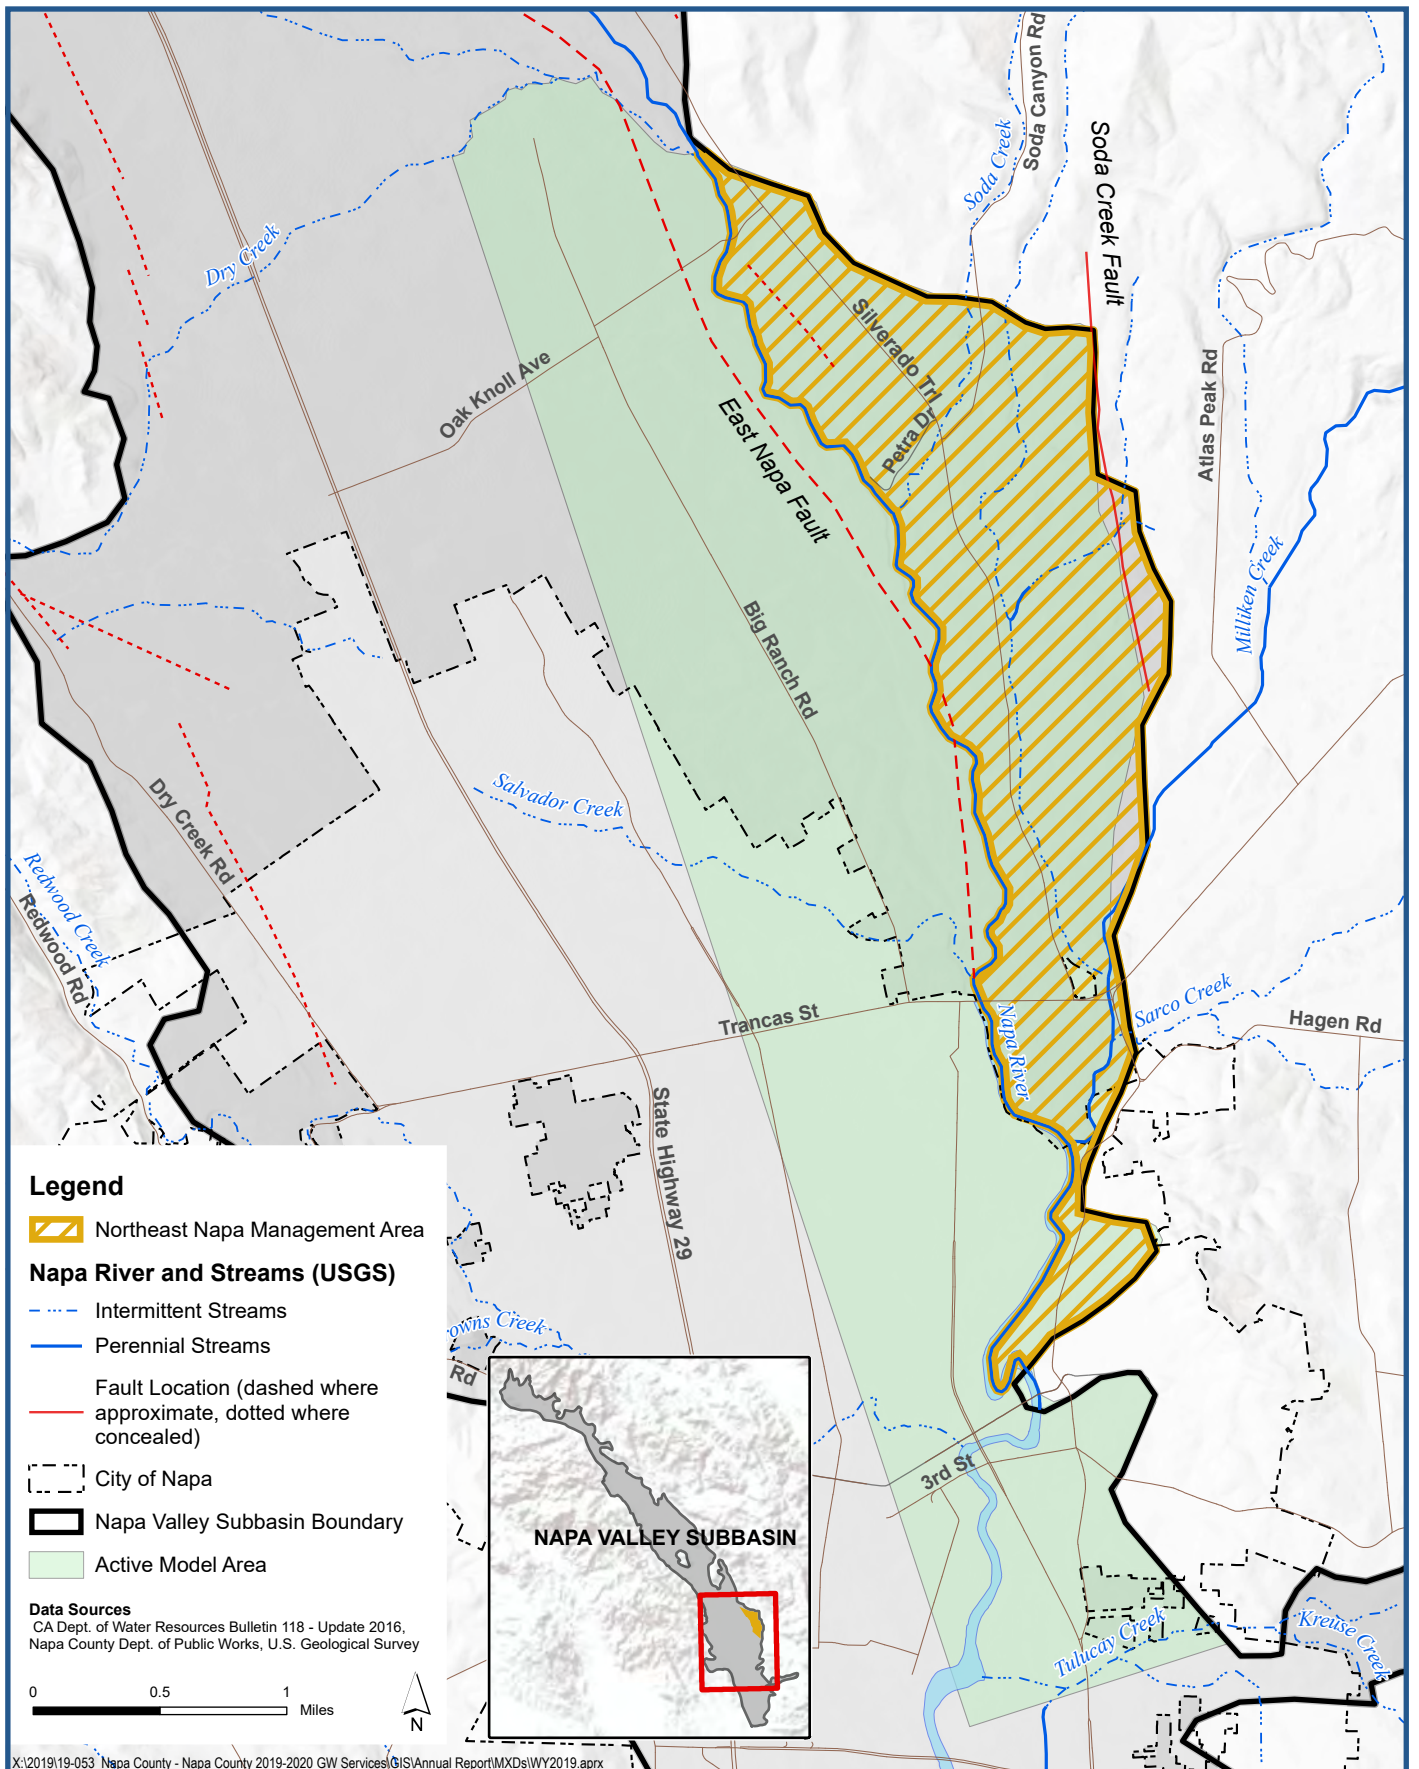 Soda Canyon Rd
Soda Creek
Soda Creek Fault
Dry Creek
Silverado Trl
Oak Knoll Ave
Petra Dr
Atlas Peak Rd
East Napa Fault
Milliken Creek
Big Ranch Rd
Salvador Creek
Dry Creek Rd
Redwood Creek
Redwood Rd
Trancas St
Napa River
Sarco Creek
Hagen Rd
State Highway 29
owns Creek
Rd
3rd St
Tulucay Creek
Kreuse Creek
Legend
Northeast Napa Management Area
Napa River and Streams (USGS)
Intermittent Streams
Perennial Streams
Fault Location (dashed where
approximate, dotted where
concealed)
City of Napa
Napa Valley Subbasin Boundary
Active Model Area
Data Sources
CA Dept. of Water Resources Bulletin 118 - Update 2016,
Napa County Dept. of Public Works, U.S. Geological Survey
0 0.5 1
Miles
N
NAPA VALLEY SUBBASIN
X:\2019\19-053 Napa County - Napa County 2019-2020 GW Services\GIS\Annual Report\MXDs\WY2019.aprx